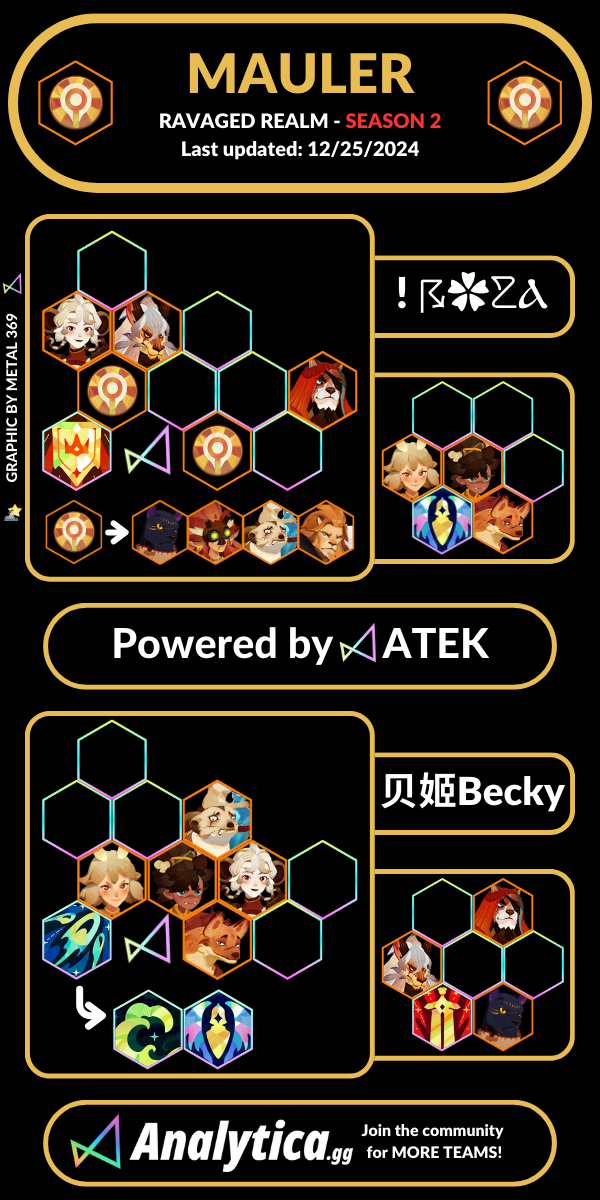 MAULER
RAVAGED REALM - SEASON 2
Last updated: 12/25/2024
GRAPHIC BY METAL 369
Powered by ATEK
贝姬Becky
Analytica.gg
Join the community
for MORE TEAMS!